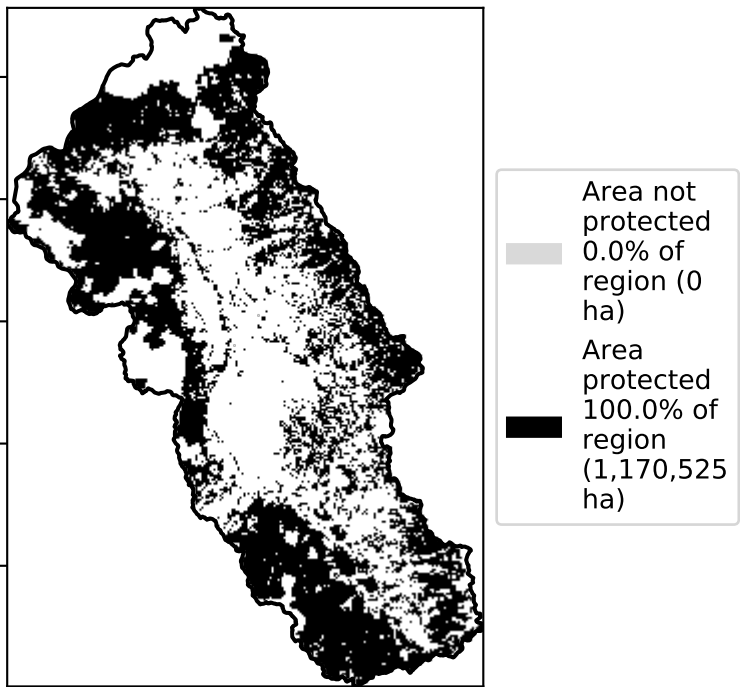 Area not
protected
0.0% of
region (0
ha)
Area
protected
100.0% of
region
(1,170,525
ha)